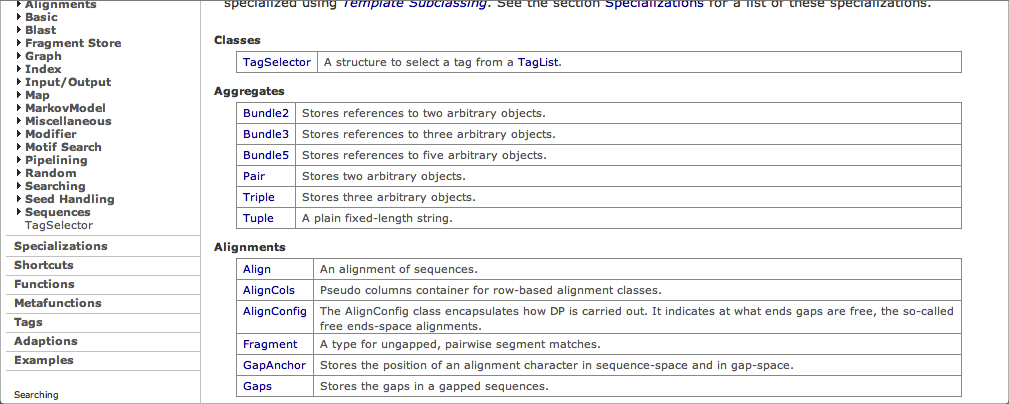 Alignments
Basic
Blast
Fragment Store
Graph
Index
Input/Output
Map
MarkovModel
Miscellaneous
Modifier
Motif Search
Pipelining
Random
Searching
Seed Handling
Sequences
TagSelector
Specializations
Shortcuts
Functions
Metafunctions
Tags
Adaptions
Examples
Searching
specialized using Template Subclassing. See the section Specializations for a list of these specializations.
Classes
TagSelector A structure to select a tag from a TagList.
Aggregates
Bundle2 Stores references to two arbitrary objects.
Bundle3 Stores references to three arbitrary objects.
Bundle5 Stores references to five arbitrary objects.
Pair Stores two arbitrary objects.
Triple Stores three arbitrary objects.
Tuple A plain fixed-length string.
Alignments
Align An alignment of sequences.
AlignCols Pseudo columns container for row-based alignment classes.
AlignConfig The AlignConfig class encapsulates how DP is carried out. It indicates at what ends gaps are free, the so-called
free ends-space alignments.
Fragment A type for ungapped, pairwise segment matches.
GapAnchor Stores the position of an alignment character in sequence-space and in gap-space.
Gaps Stores the gaps in a gapped sequences.